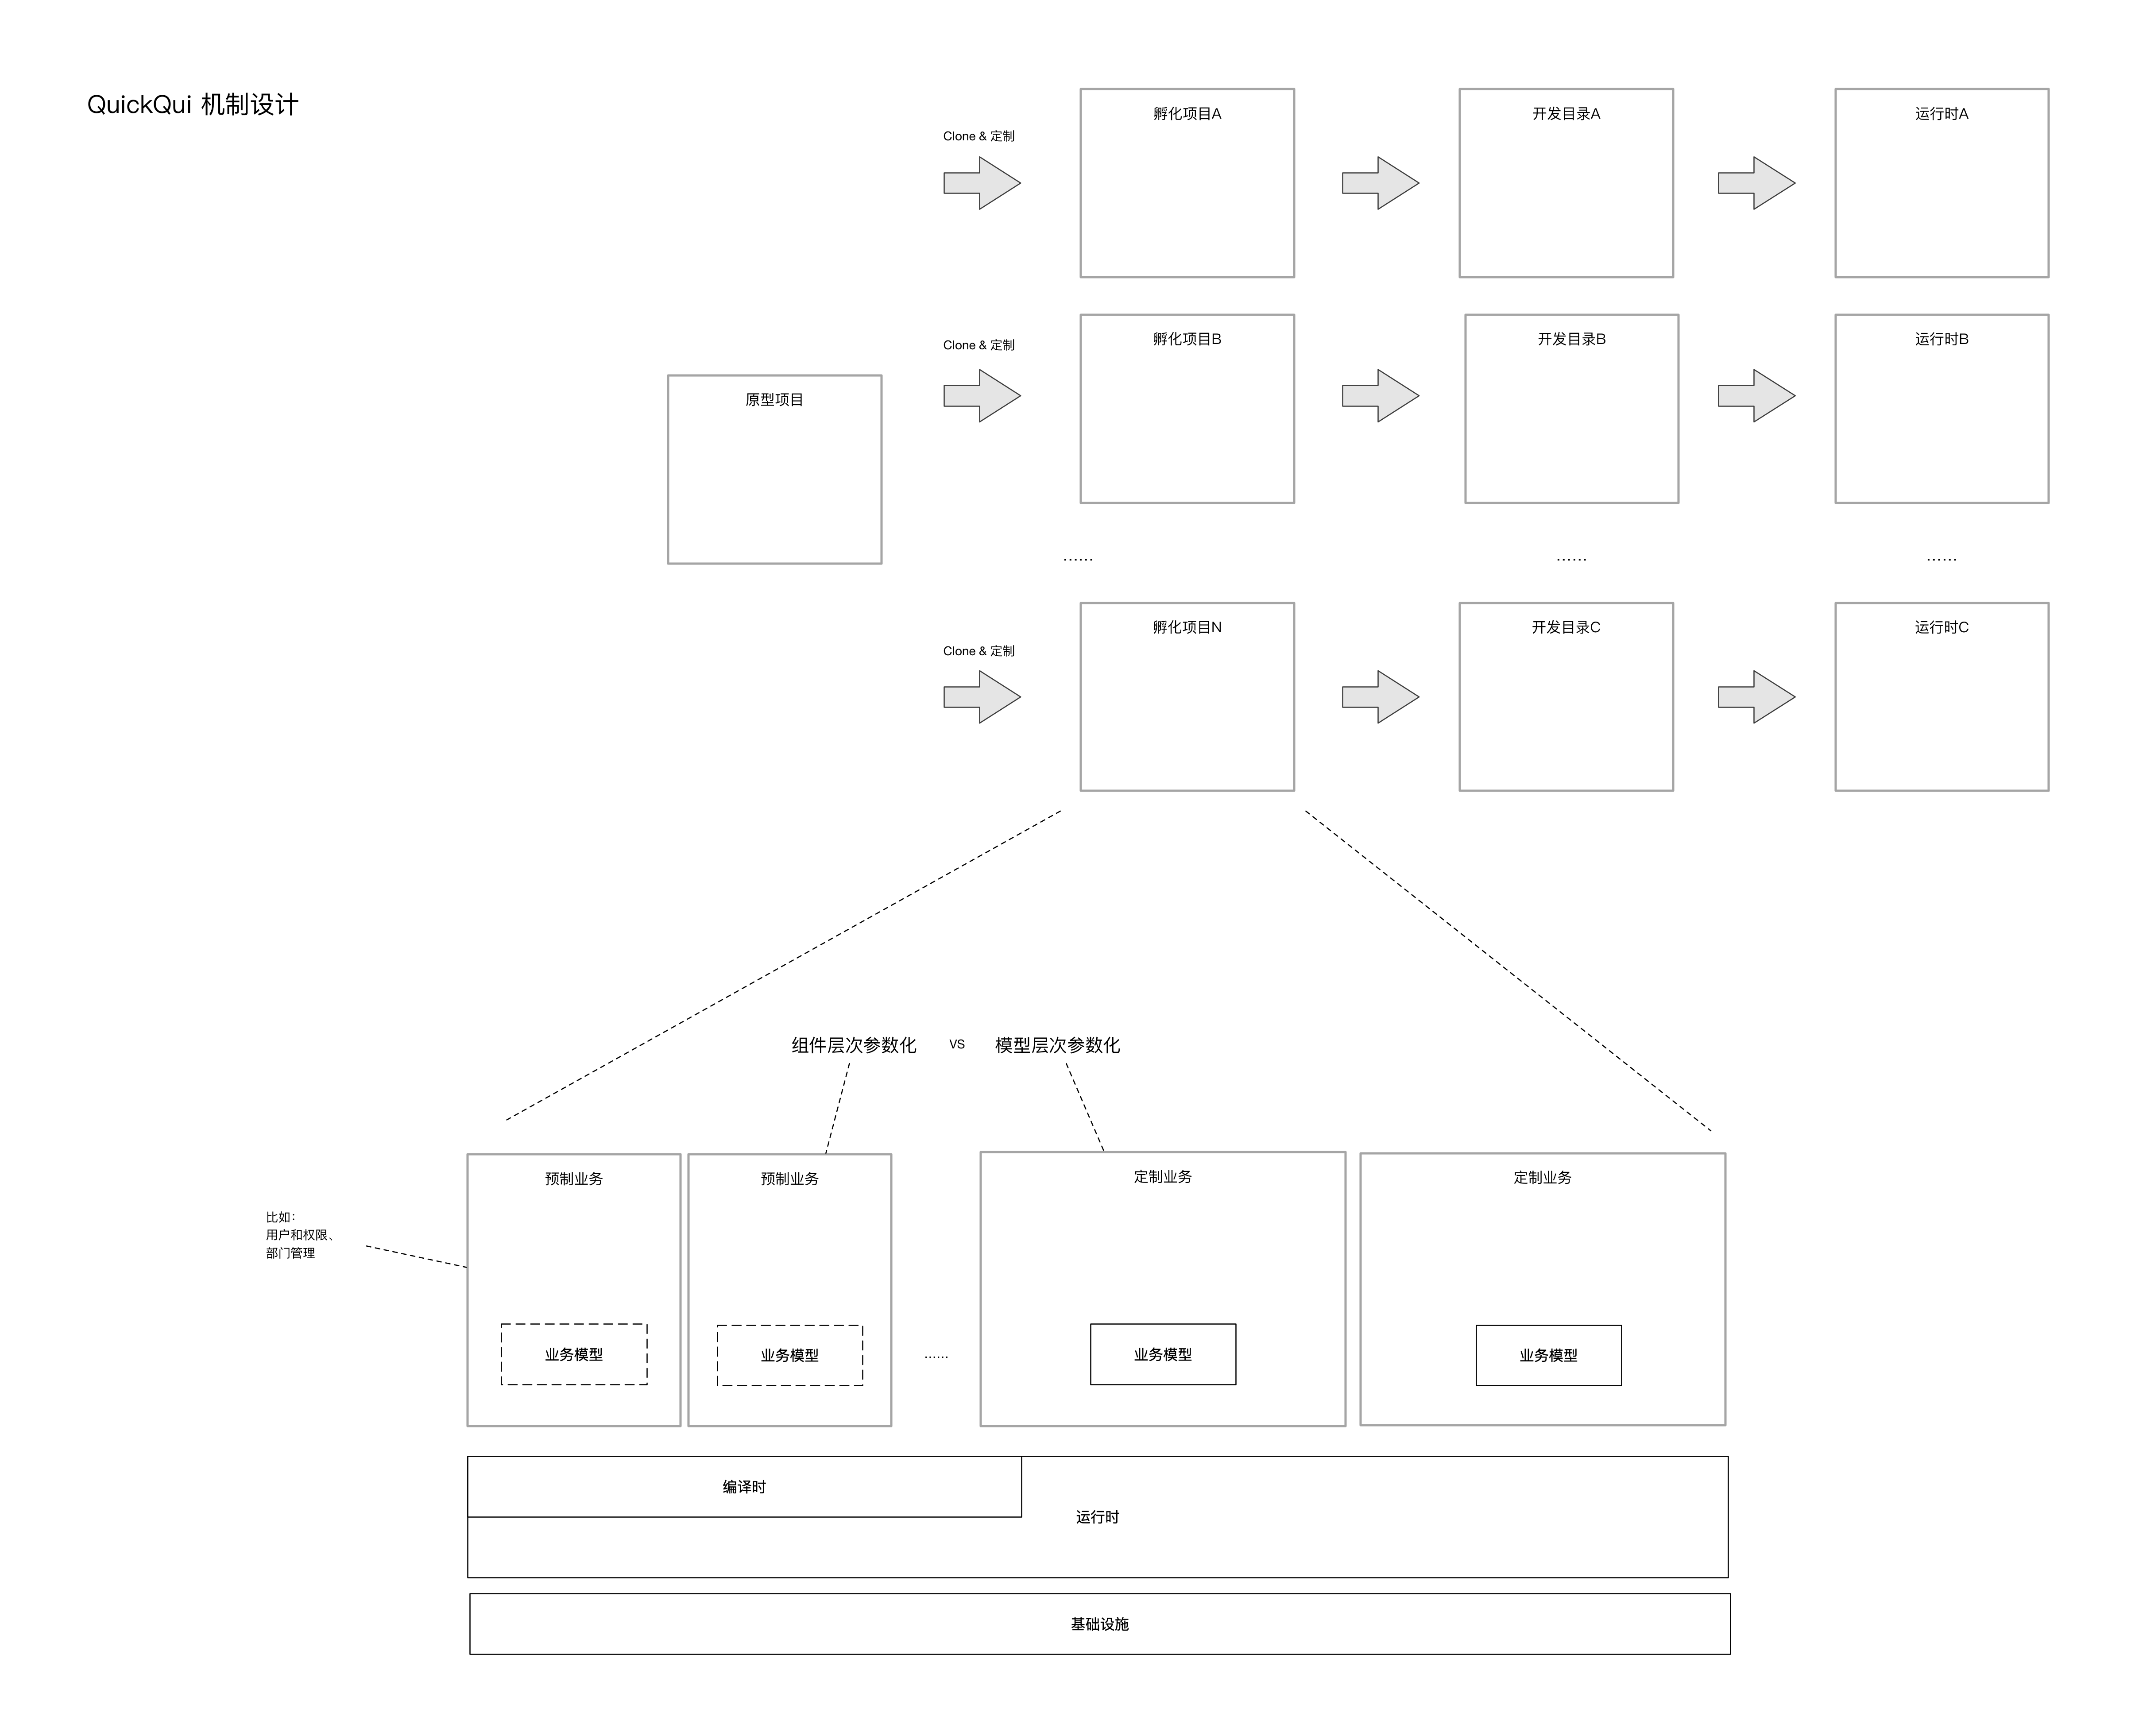 QuickQui 机制设计
Clone & 定制
孵化项目A
开发目录A
运行时A
Clone & 定制
孵化项目B
开发目录B
运行时B
原型项目
......
......
......
Clone & 定制
孵化项目N
开发目录C
运行时C
组件层次参数化
VS
模型层次参数化
预制业务
预制业务
定制业务
定制业务
比如：
用户和权限、
部门管理
业务模型
业务模型
......
业务模型
业务模型
编译时
运行时
基础设施